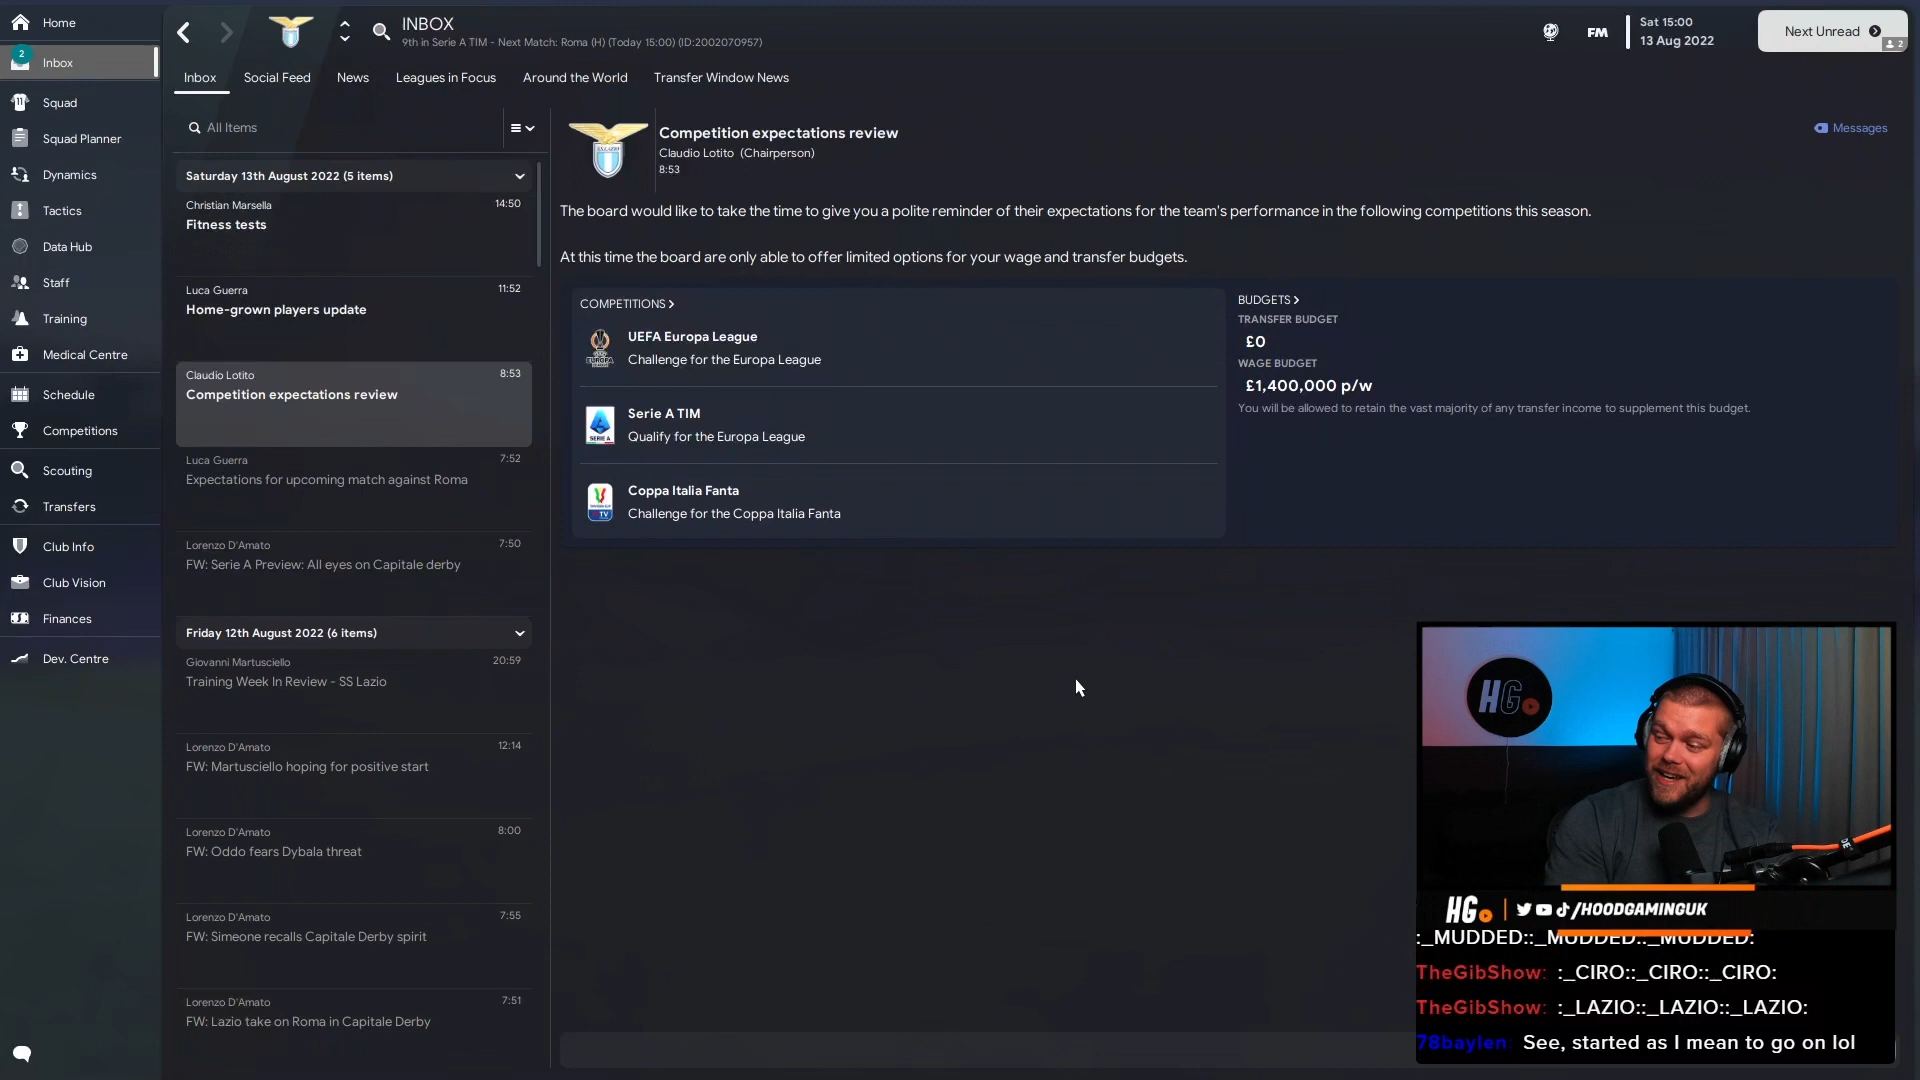 Home
2
Inbox
Squad
Squad Planner
Dynamics
Tactics
Data Hub
Staff
Training
Medical Centre
Schedule
Competitions
Scouting
Transfers
Club Info
Club Vision
Finances
Dev. Centre
INBOX
9th in Serie A TIM - Next Match: Roma (H) (Today 15:00) (ID:2002070957)
FM
Sat 15:00
13 Aug 2022
Next Unread
2
Inbox
Social Feed
News
Leagues in Focus
Around the World
Transfer Window News
All Items
Saturday 13th August 2022 (5 items)
Christian Marsella 14:50
Fitness tests
Luca Guerra 11:52
Home-grown players update
Claudio Lotito 8:53
Competition expectations review
Luca Guerra 7:52
Expectations for upcoming match against Roma
Lorenzo D'Amato 7:50
FW: Serie A Preview: All eyes on Capitale derby
Friday 12th August 2022 (6 items)
Giovanni Martusciello 20:59
Training Week In Review - SS Lazio
Lorenzo D'Amato 12:14
FW: Martusciello hoping for positive start
Lorenzo D'Amato 8:00
FW: Oddo fears Dybala threat
Lorenzo D'Amato 7:55
FW: Simeone recalls Capitale Derby spirit
Lorenzo D'Amato 7:51
FW: Lazio take on Roma in Capitale Derby
Competition expectations review
Claudio Lotito (Chairperson)
8:53
Messages
The board would like to take the time to give you a polite reminder of their expectations for the team's performance in the following competitions this season.
At this time the board are only able to offer limited options for your wage and transfer budgets.
COMPETITIONS
UEFA Europa League
Challenge for the Europa League
Serie A TIM
Qualify for the Europa League
Coppa Italia Fanta
Challenge for the Coppa Italia Fanta
BUDGETS
TRANSFER BUDGET
£0
WAGE BUDGET
£1,400,000 p/w
You will be allowed to retain the vast majority of any transfer income to supplement this budget.
HG
HG /HOODGAMINGUK
:_MUDDED::_MUDDED::_MUDDED:
TheGibShow: :_CIRO::_CIRO::_CIRO:
TheGibShow: :_LAZIO::_LAZIO::_LAZIO:
78baylen: See, started as I mean to go on lol